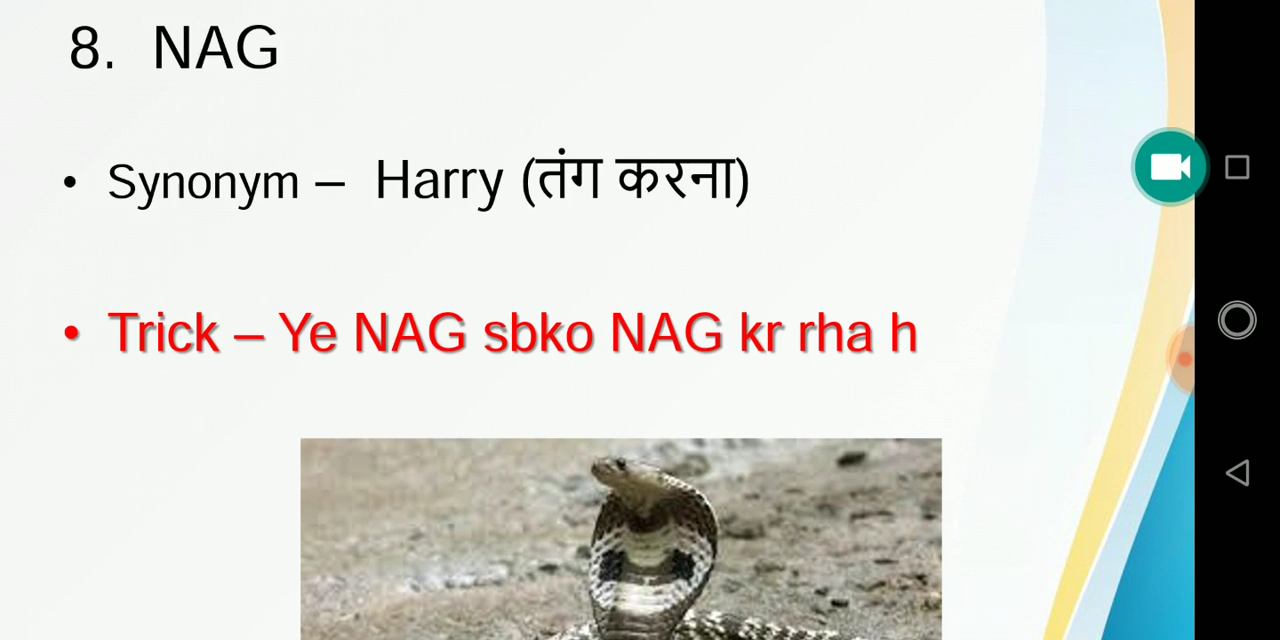 8. NAG
• Synonym – Harry (तंग करना)
• Trick – Ye NAG sbko NAG kr rha h